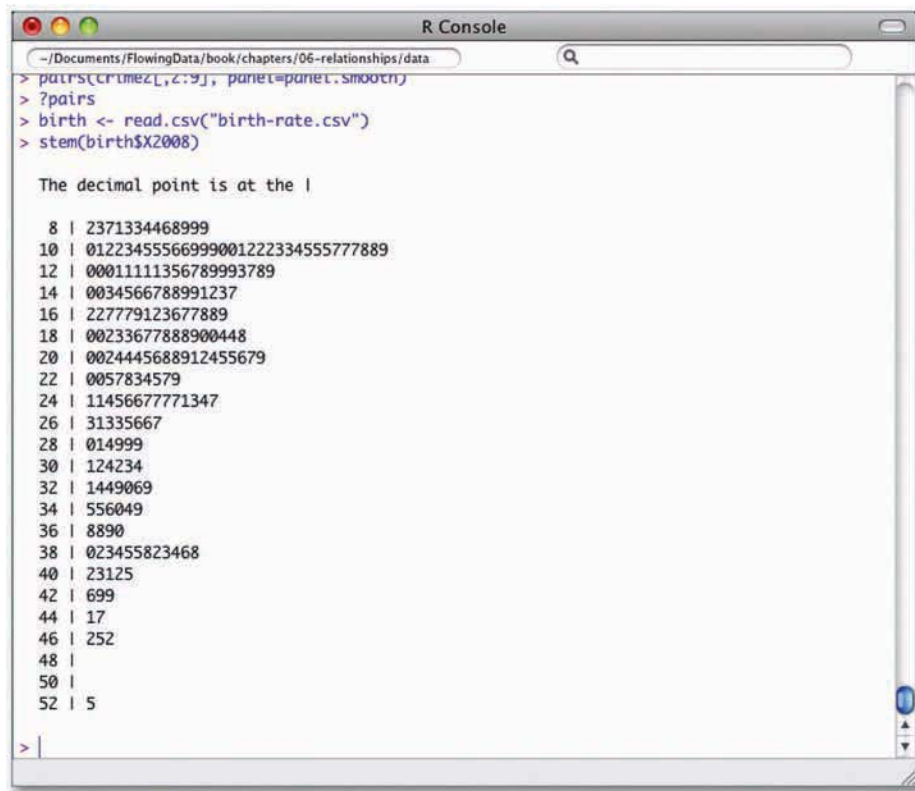 R Console
~/Documents/FlowingData/book/chapters/06-relationships/data
> pairs(crime2[,2:9], panel=panel.smooth)
> ?pairs
> birth <- read.csv("birth-rate.csv")
> stem(birth$X2008)
The decimal point is at the |
8 | 2371334468999
10 | 01223455566999001222334555777889
12 | 00011111356789993789
14 | 0034566788991237
16 | 227779123677889
18 | 00233677888900448
20 | 0024445688912455679
22 | 0057834579
24 | 11456677771347
26 | 31335667
28 | 014999
30 | 124234
32 | 1449069
34 | 556049
36 | 8890
38 | 023455823468
40 | 23125
42 | 699
44 | 17
46 | 252
48 |
50 |
52 | 5
>